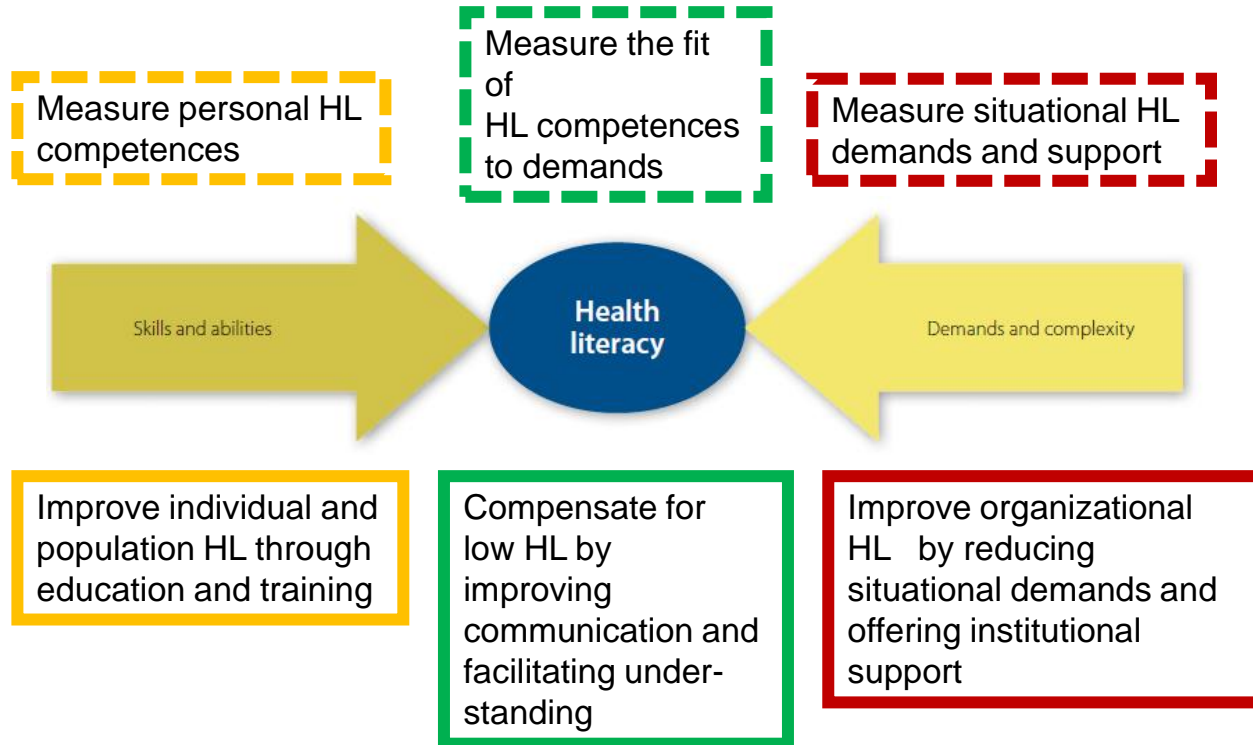 Measure personal HL
competences
Measure the fit
of
HL competences
to demands
Measure situational HL
demands and support
Skills and abilities
Health
literacy
Demands and complexity
Improve individual and
population HL through
education and training
Compensate for
low HL by
improving
communication and
facilitating under-
standing
Improve organizational
HL by reducing
situational demands and
offering institutional
support